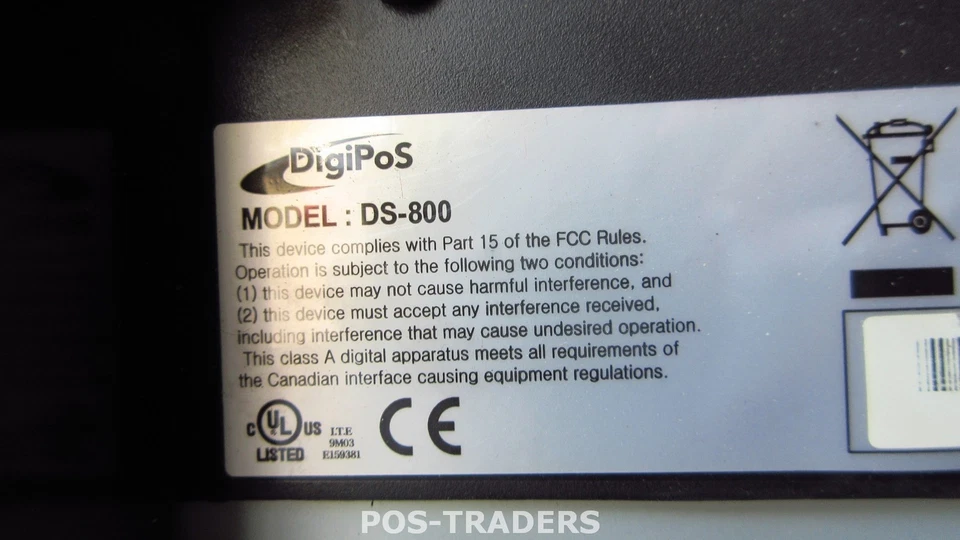 DigiPoS
MODEL : DS-800
This device complies with Part 15 of the FCC Rules.
Operation is subject to the following two conditions:
(1) this device may not cause harmful interference, and
(2) this device must accept any interference received,
including interference that may cause undesired operation.
This class A digital apparatus meets all requirements of
the Canadian interface causing equipment regulations.
C UL US
LISTED
I.T.E
9M03
E159381
CE
POS-TRADERS